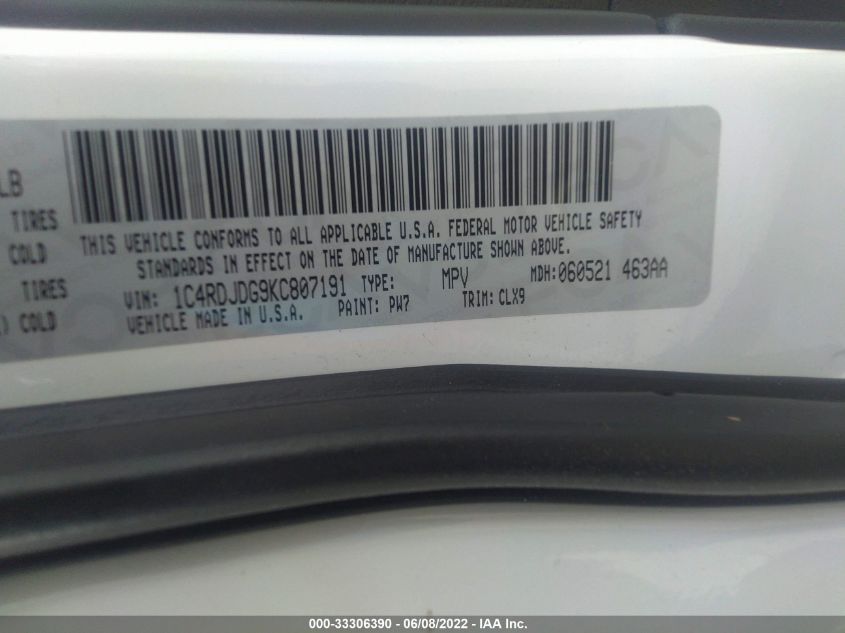 LB
TIRES
COLD
THIS VEHICLE CONFORMS TO ALL APPLICABLE U.S.A. FEDERAL MOTOR VEHICLE SAFETY
STANDARDS IN EFFECT ON THE DATE OF MANUFACTURE SHOWN ABOVE.
TIRES
) COLD
VIN: 1C4RDJDG9KC807191 TYPE: MPV MDH:060521 463AA
VEHICLE MADE IN U.S.A. PAINT: PW7 TRIM: CLX9
000-33306390 - 06/08/2022 - IAA Inc.